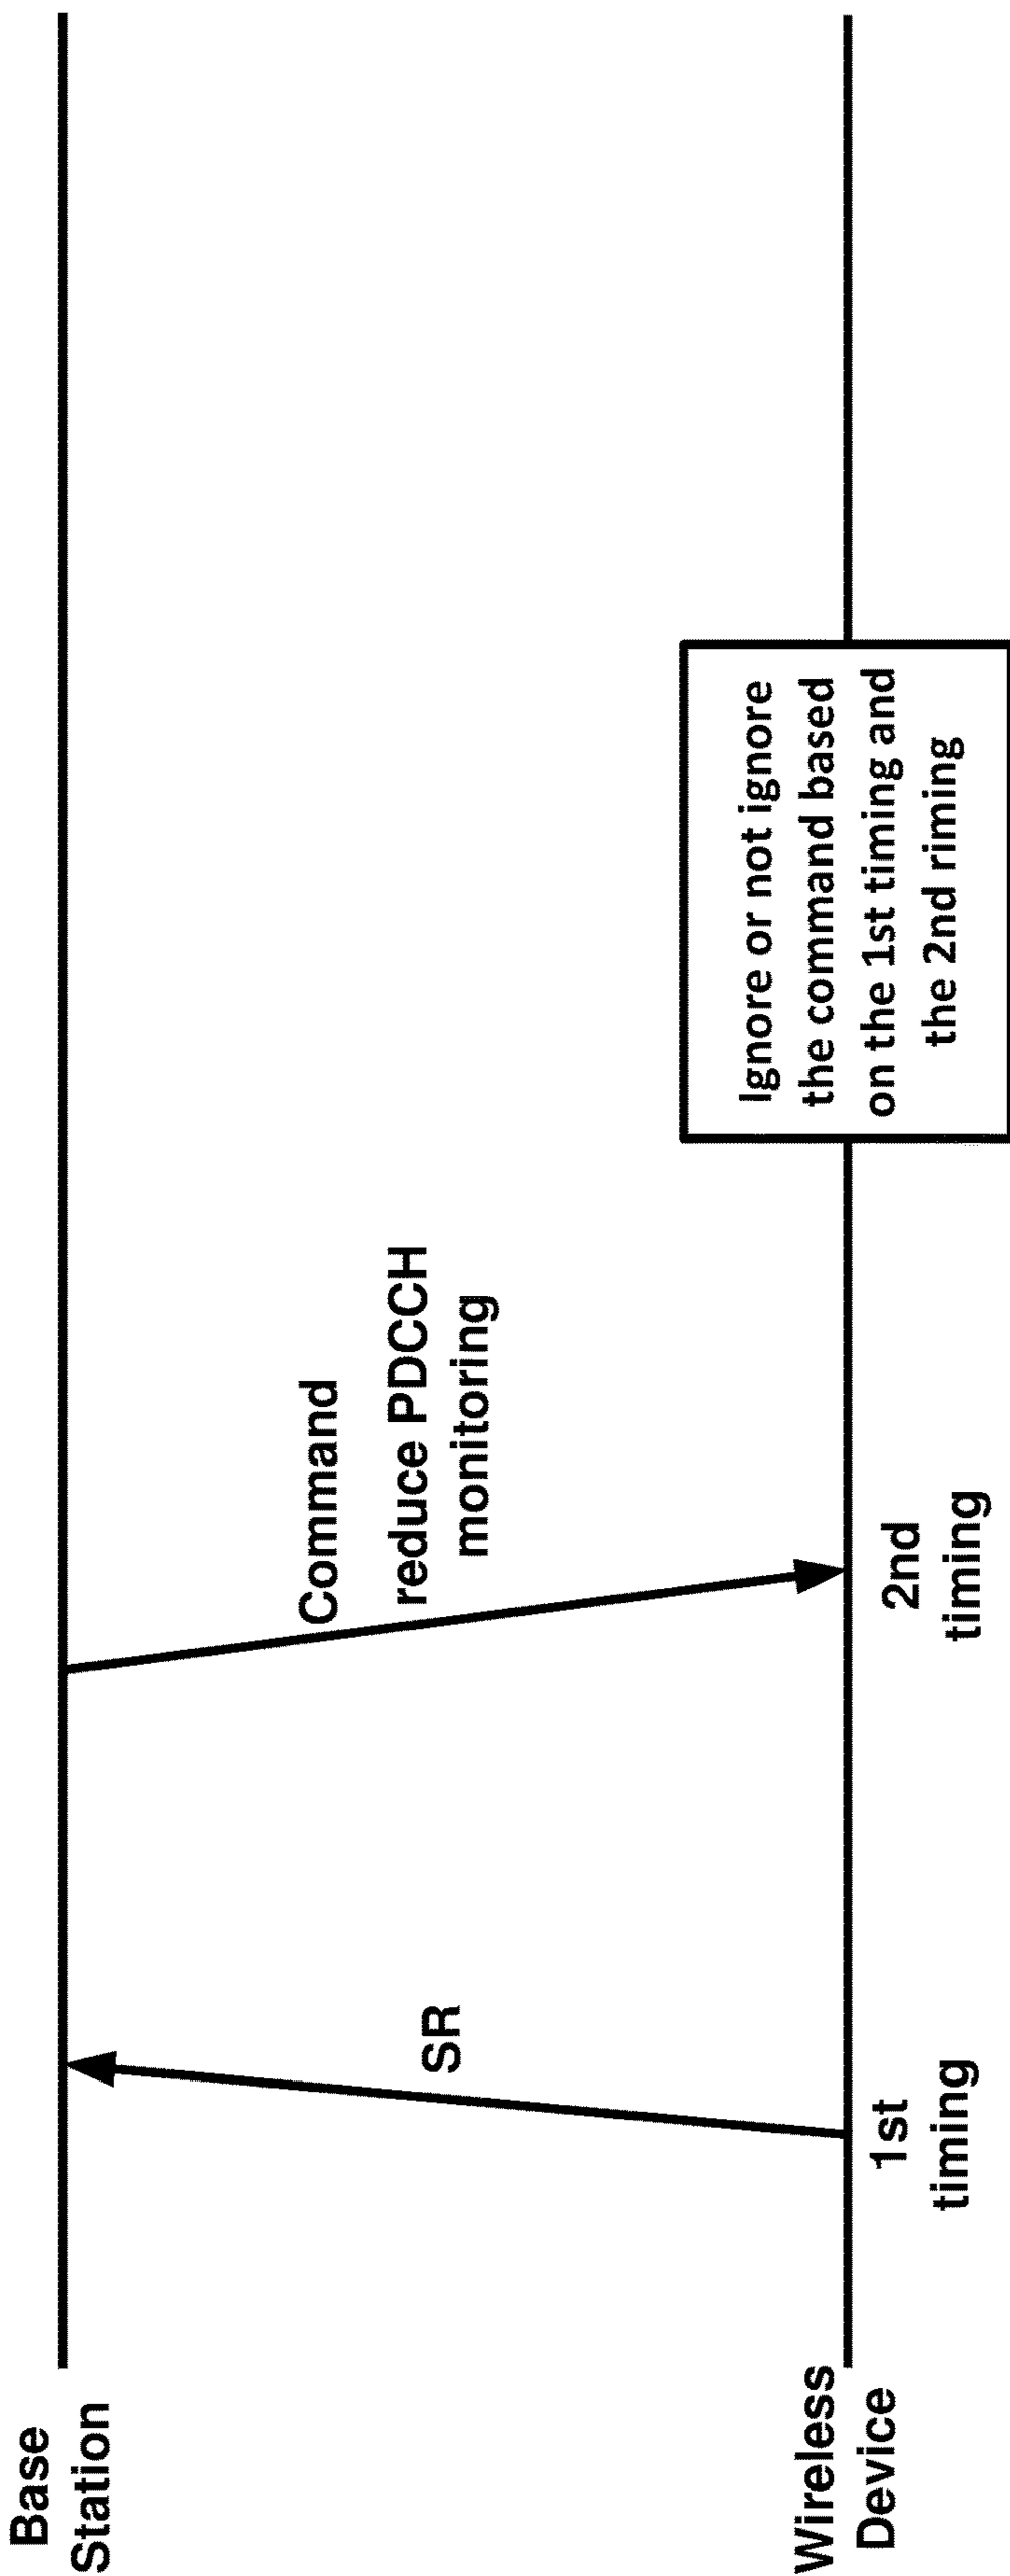 Base
Station
SR
Command
reduce PDCCH
monitoring
Wireless
Device
1st
timing
2nd
timing
Ignore or not ignore
the command based
on the 1st timing and
the 2nd riming